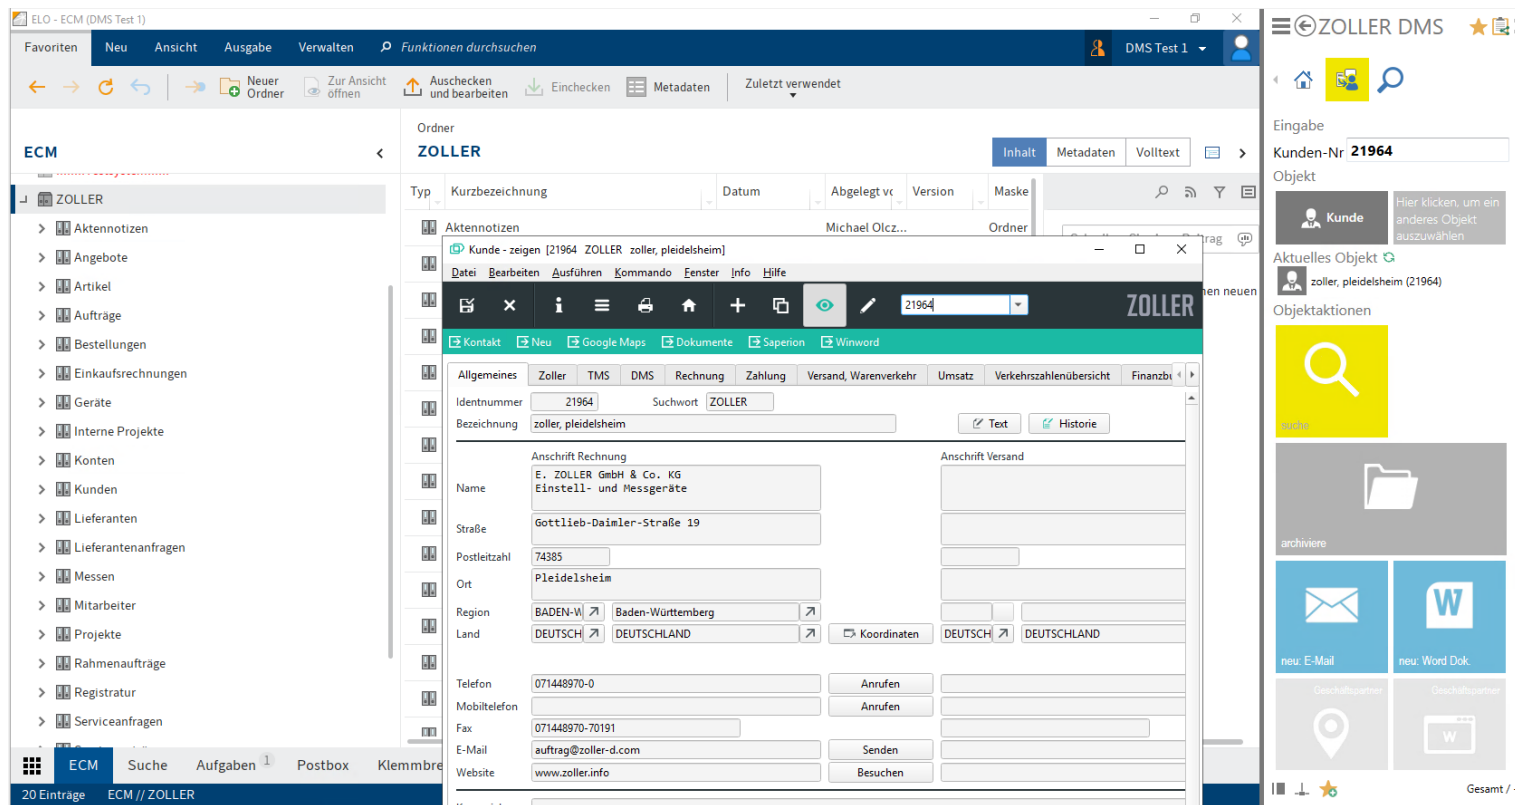 ELO - ECM (DMS Test 1)
Favoriten Neu Ansicht Ausgabe Verwalten Funktionen durchsuchen DMS Test 1
Neuer Ordner
Zur Ansicht öffnen
Auschecken und bearbeiten
Einchecken
Metadaten
Zuletzt verwendet
ECM
ZOLLER
Aktennotizen
Angebote
Artikel
Aufträge
Bestellungen
Einkaufsrechnungen
Geräte
Interne Projekte
Konten
Kunden
Lieferanten
Lieferantenanfragen
Messen
Mitarbeiter
Projekte
Rahmenaufträge
Registratur
Serviceanfragen
Ordner
ZOLLER
Inhalt Metadaten Volltext
Typ Kurzbezeichnung Datum Abgelegt vc Version Maske
Aktennotizen Michael Olcz... Ordner
Kunde - zeigen [21964 ZOLLER zoller, pleidelsheim]
Datei Bearbeiten Ausführen Kommando Fenster Info Hilfe
21964
ZOLLER
Kontakt Neu Google Maps Dokumente Saperion Winword
Allgemeines Zoller TMS DMS Rechnung Zahlung Versand, Warenverkehr Umsatz Verkehrszahlenübersicht Finanzbu
Identnummer 21964 Suchwort ZOLLER
Bezeichnung zoller, pleidelsheim Text Historie
Anschrift Rechnung Anschrift Versand
Name E. ZOLLER GmbH & Co. KG
Einstell- und Messgeräte
Straße Gottlieb-Daimler-Straße 19
Postleitzahl 74385
Ort Pleidelsheim
Region BADEN-W Baden-Württemberg
Land DEUTSCH DEUTSCHLAND Koordinaten DEUTSCH DEUTSCHLAND
Telefon 071448970-0 Anrufen
Mobiltelefon Anrufen
Fax 071448970-70191
E-Mail auftrag@zoller-d.com Senden
Website www.zoller.info Besuchen
trag
en neuen
ECM Suche Aufgaben 1 Postbox Klemmbre
20 Einträge ECM // ZOLLER
ZOLLER DMS
Eingabe
Kunden-Nr 21964
Objekt
Kunde
Hier klicken, um ein
anderes Objekt
auszuwählen
Aktuelles Objekt
zoller, pleidelsheim (21964)
Objektaktionen
suche
archiviere
neu: E-Mail
W
neu: Word Dok.
Geschäftspartner
Geschäftspartner
W
Gesamt / -